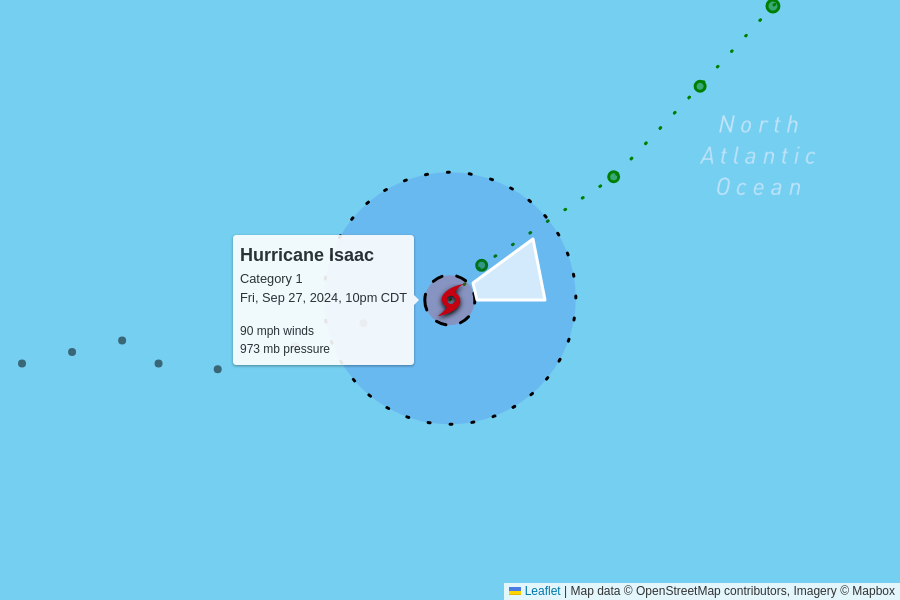 North
Atlantic
Ocean
Hurricane Isaac
Category 1
Fri, Sep 27, 2024, 10pm CDT
90 mph winds
973 mb pressure
Leaflet | Map data © OpenStreetMap contributors, Imagery © Mapbox